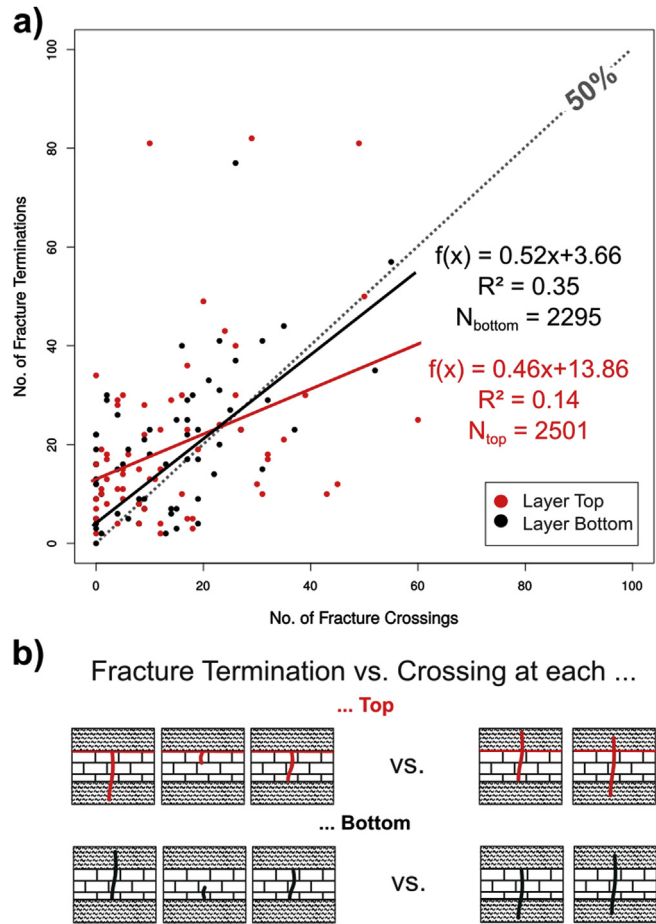 a)
100
80
60
40
20
0
No. of Fracture Terminations
50%
f(x) = 0.52x+3.66
R² = 0.35
Nbottom = 2295
f(x) = 0.46x+13.86
R² = 0.14
Ntop = 2501
Layer Top
Layer Bottom
0 20 40 60 80 100
No. of Fracture Crossings
b)
Fracture Termination vs. Crossing at each ...
... Top
vs.
... Bottom
vs.